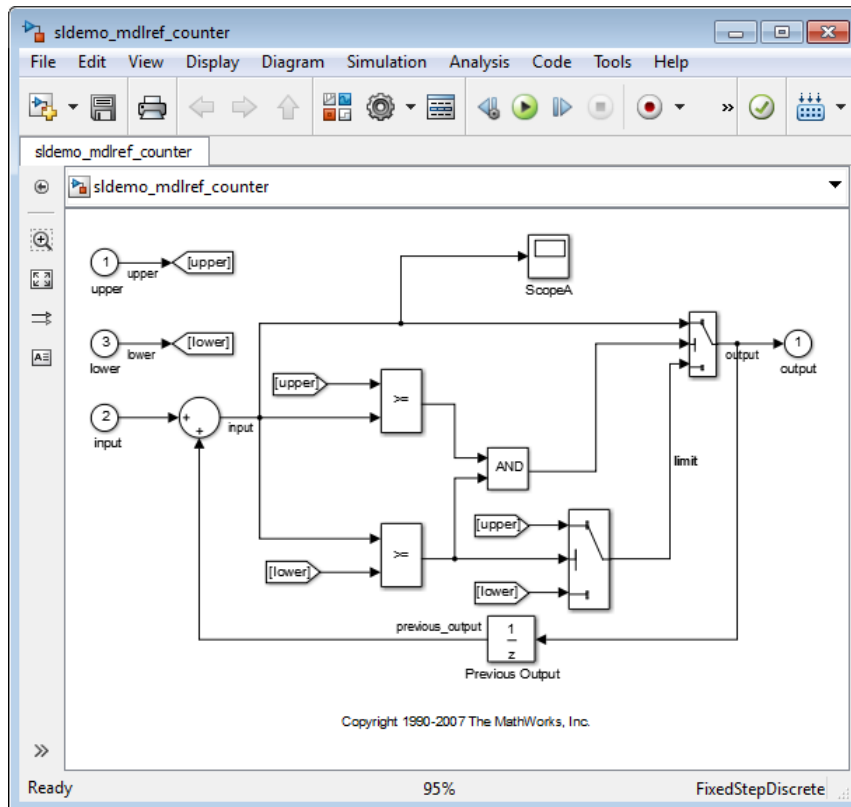 sldemo_mdlref_counter
File Edit View Display Diagram Simulation Analysis Code Tools Help
»
sldemo_mdlref_counter
sldemo_mdlref_counter
1 upper [upper]
upper
ScopeA
3 lower [lower]
lower
output 1
output
[upper] >=
2 + + input
input
AND
limit
[upper]
>=
[lower]
[lower]
previous_output 1
z
Previous Output
Copyright 1990-2007 The MathWorks, Inc.
»
Ready 95% FixedStepDiscrete